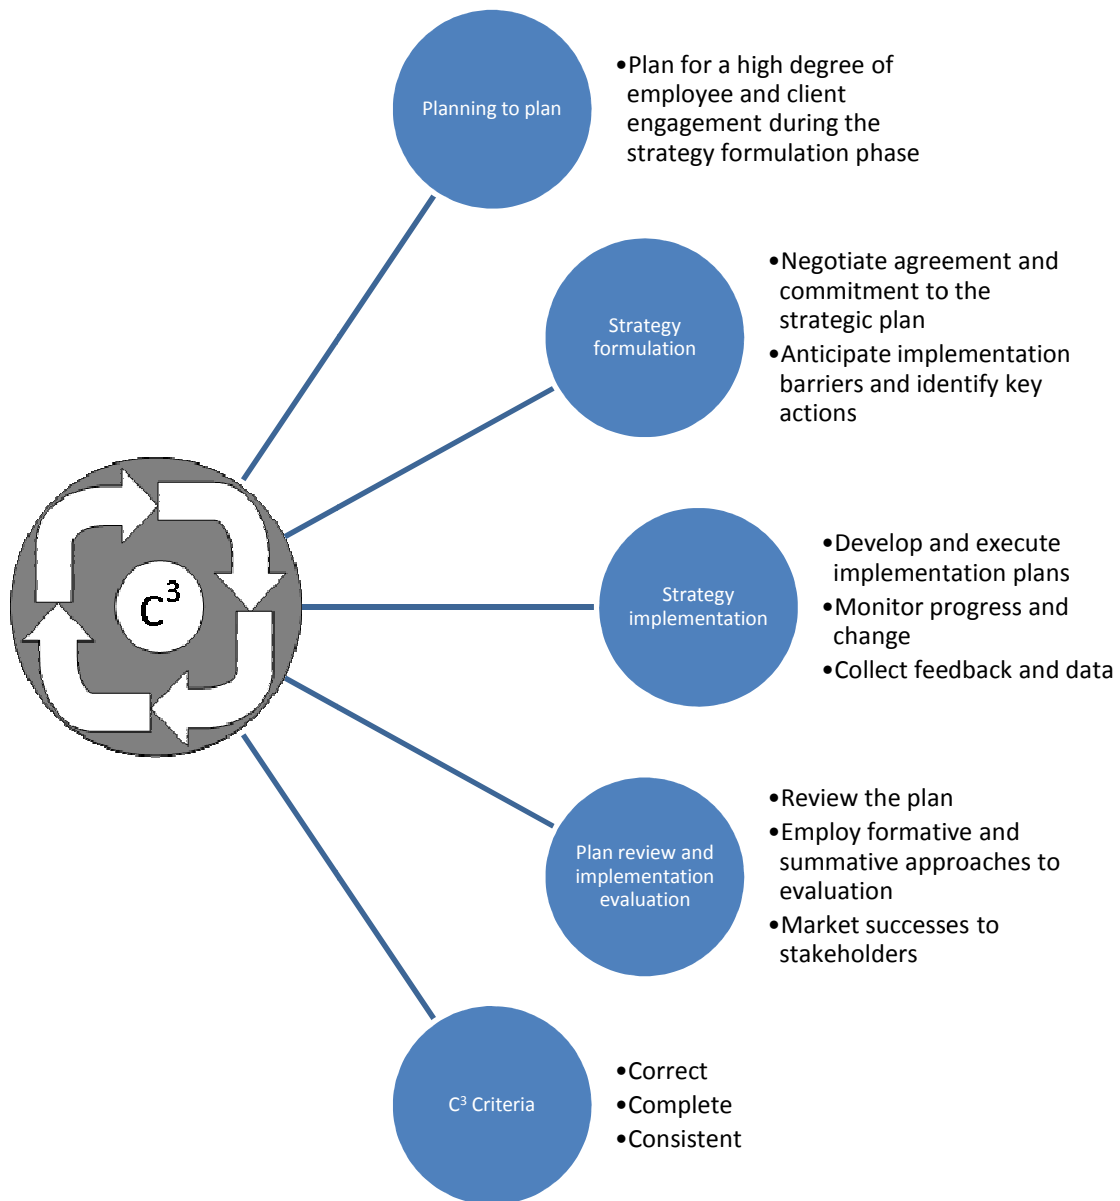 Planning to plan
•Plan for a high degree of
employee and client
engagement during the
strategy formulation phase
Strategy
formulation
•Negotiate agreement and
commitment to the
strategic plan
•Anticipate implementation
barriers and identify key
actions
C³
Strategy
implementation
•Develop and execute
implementation plans
•Monitor progress and
change
•Collect feedback and data
Plan review and
implementation
evaluation
•Review the plan
•Employ formative and
summative approaches to
evaluation
•Market successes to
stakeholders
C³ Criteria
•Correct
•Complete
•Consistent